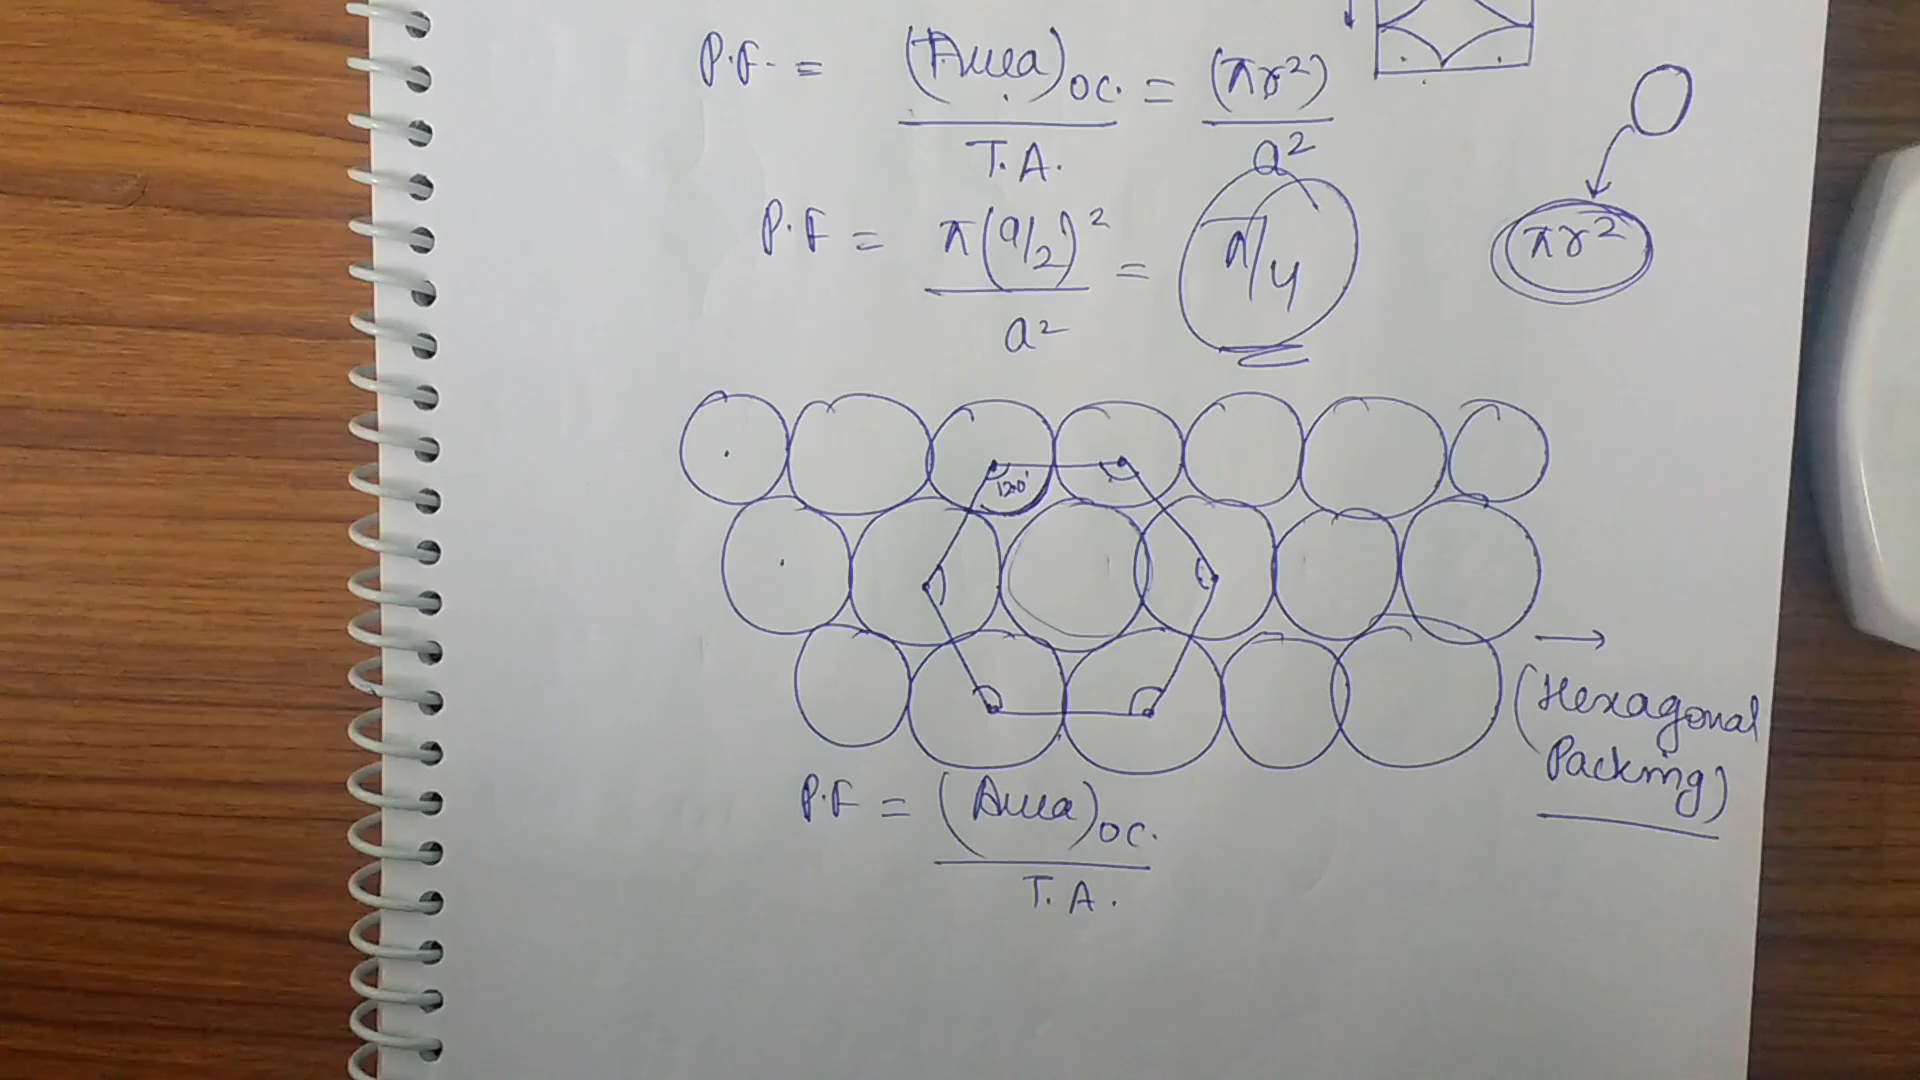 P.F. = (Area)oc. / T.A. = (πr²) / a²
P.F = π(a/2)² / a² = π/4
πr²
120°
(Hexagonal
Packing)
P.F = (Area)oc. / T.A.